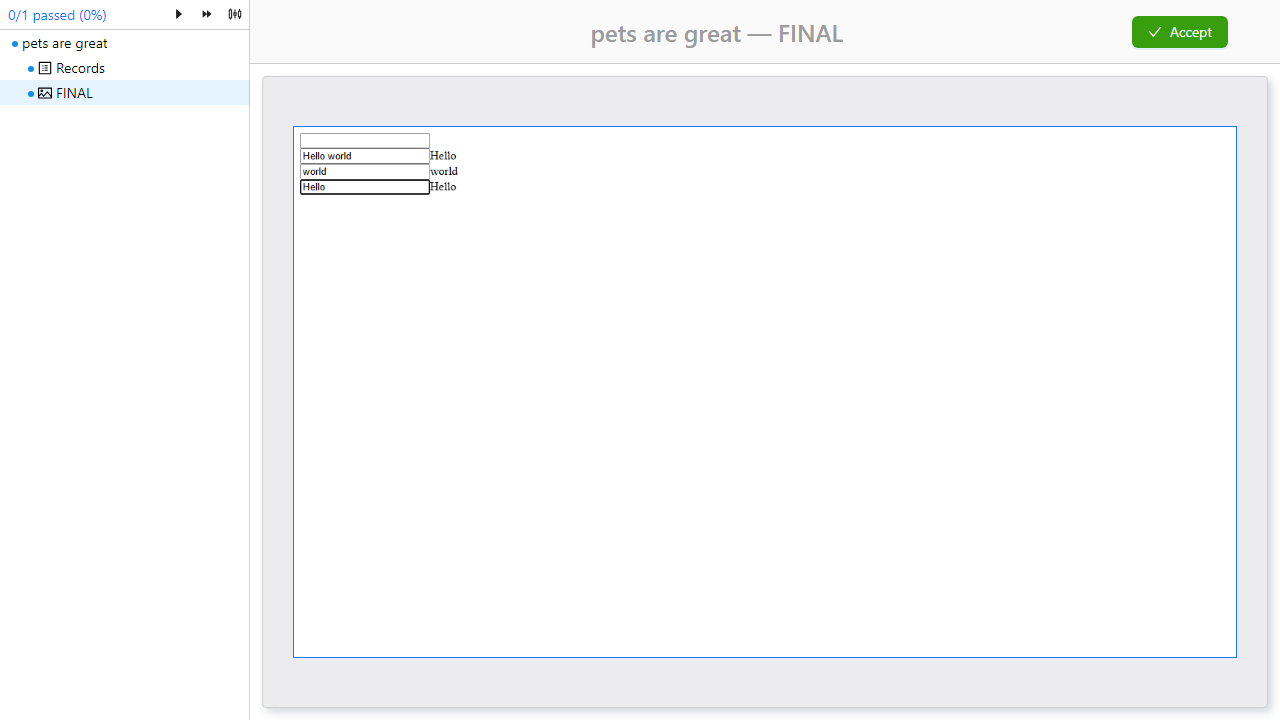 0/1 passed (0%)
pets are great
Records
FINAL
pets are great — FINAL
Accept
Hello world Hello
world world
Hello Hello